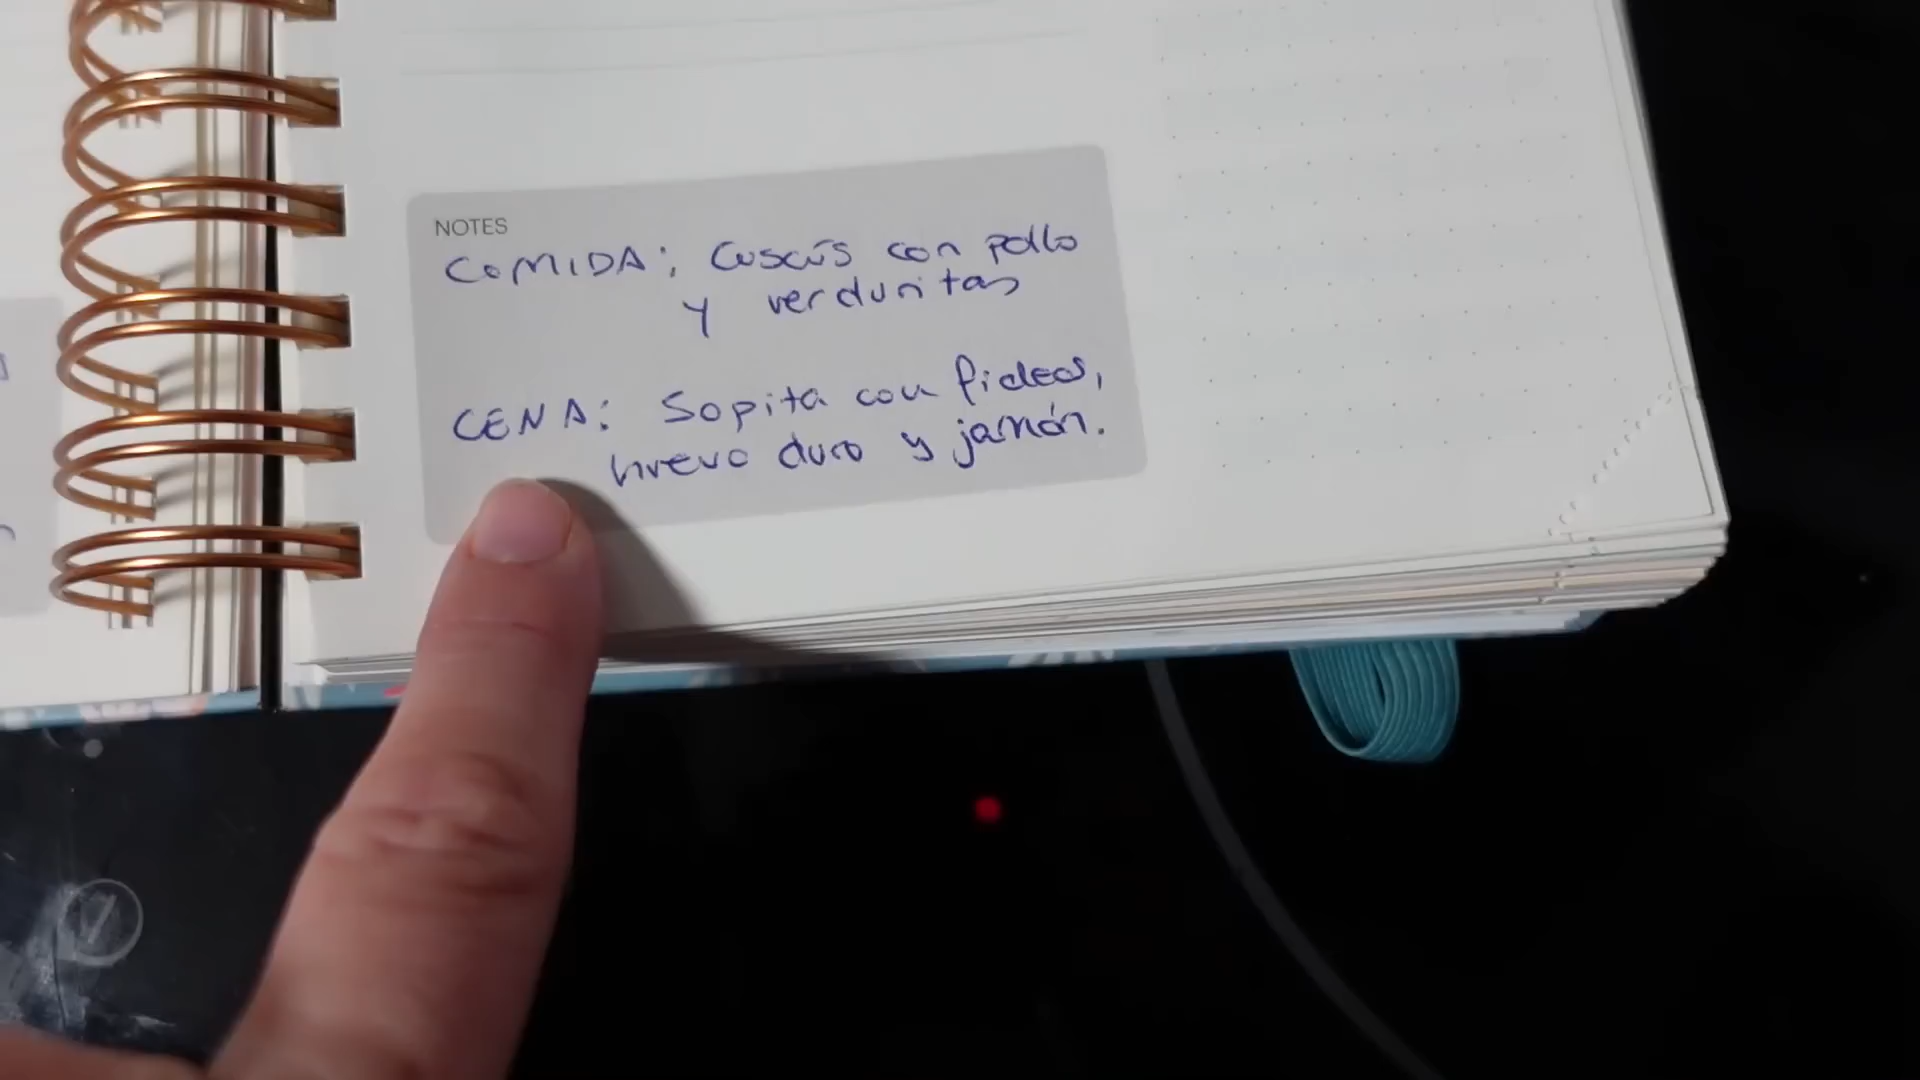 NOTES
COMIDA: Cuscús con pollo
y verduritas
CENA: Sopita con fideos,
huevo duro y jamón.